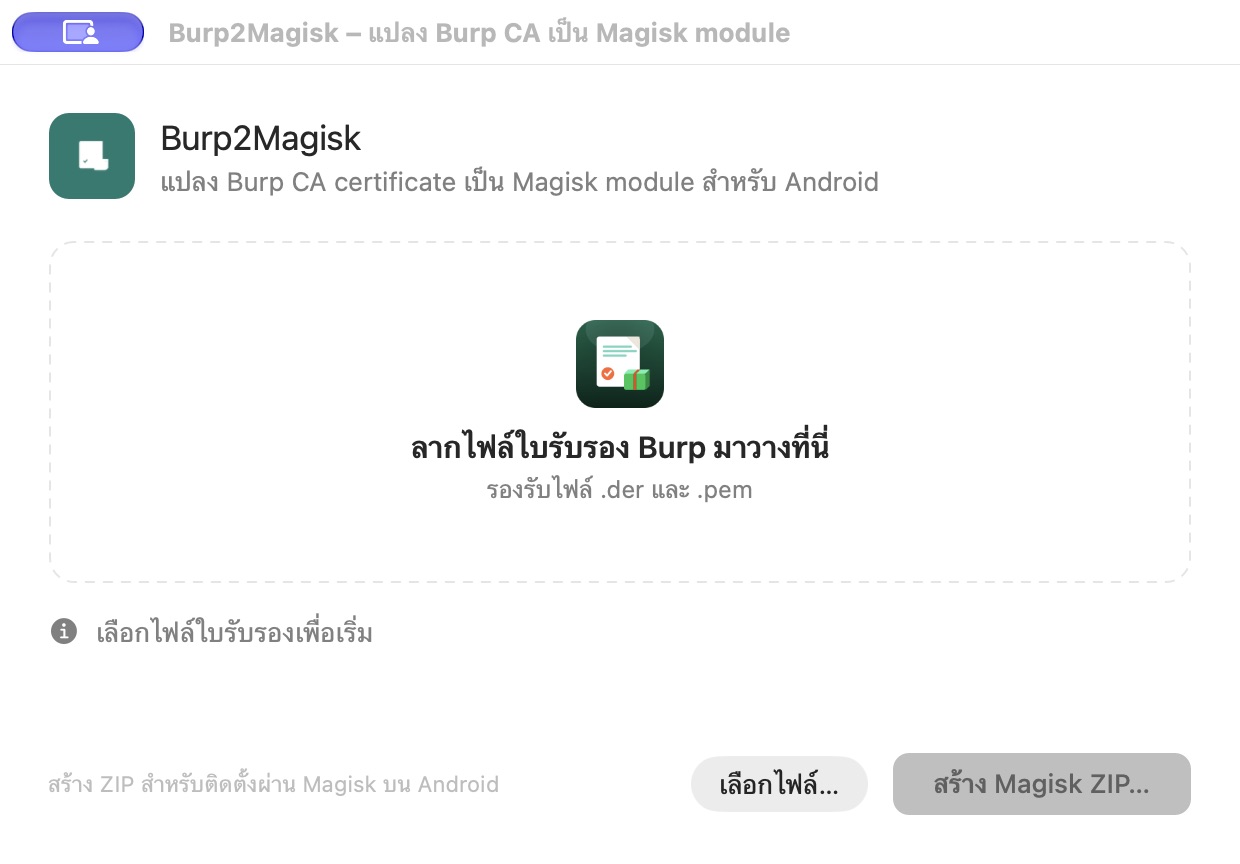 Burp2Magisk – แปลง Burp CA เป็น Magisk module
Burp2Magisk
แปลง Burp CA certificate เป็น Magisk module สำหรับ Android
ลากไฟล์ใบรับรอง Burp มาวางที่นี่
รองรับไฟล์ .der และ .pem
เลือกไฟล์ใบรับรองเพื่อเริ่ม
สร้าง ZIP สำหรับติดตั้งผ่าน Magisk บน Android
เลือกไฟล์...
สร้าง Magisk ZIP...